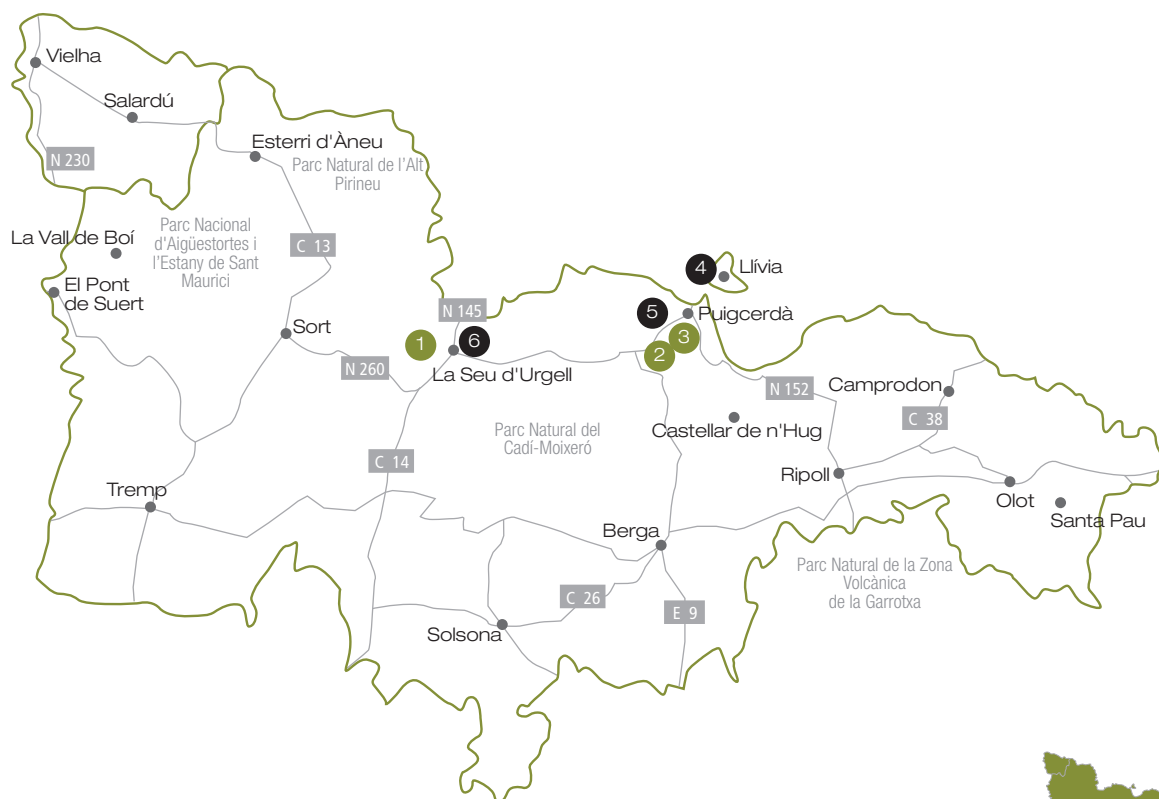 Vielha
Salardú
Esterri d'Àneu
N 230
Parc Natural de l'Alt
Pirineu
Parc Nacional
d'Aigüestortes i
l'Estany de Sant
Maurici
La Vall de Boí
C 13
El Pont
de Suert
4
Llívia
N 145
5
Puigcerdà
Sort
1
6
3
2
N 260
La Seu d'Urgell
N 152
Camprodon
C 38
Parc Natural del
Cadí-Moixeró
Castellar de n'Hug
C 14
Ripoll
Tremp
Olot
Santa Pau
Berga
Parc Natural de la Zona
Volcànica
de la Garrotxa
C 26
E 9
Solsona